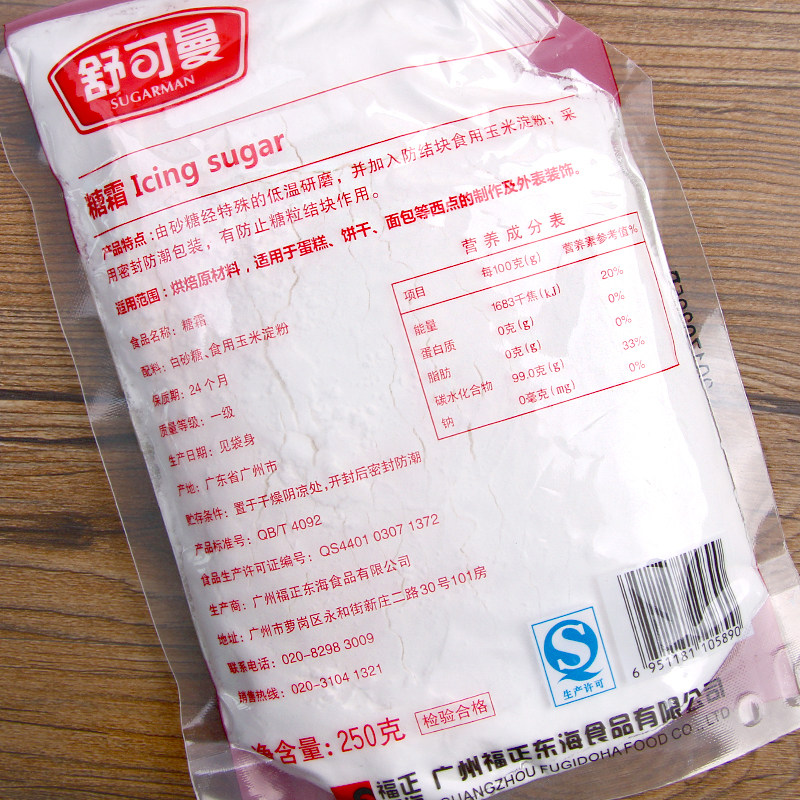 舒可曼
SUGARMAN
糖霜 Icing sugar
产品特点:由砂糖经特殊的低温研磨,并加入防结块食用玉米淀粉;采
用密封防潮包装,有防止糖粒结块作用。
适用范围:烘焙原材料,适用于蛋糕、饼干、面包等西点的制作及外表装饰。
食品名称:糖霜
配料:白砂糖、食用玉米淀粉
保质期:24个月
质量等级:一级
生产日期:见袋身
产地:广东省广州市
贮存条件:置于干燥阴凉处,开封后密封防潮
产品标准号:QB/T 4092
食品生产许可证编号:QS4401 0307 1372
生产商:广州福正东海食品有限公司
地址:广州市萝岗区永和街新庄二路30号101房
联系电话:020-8298 3009
销售热线:020-3104 1321
净含量:250克
检验合格
营养成分表
项目 每100克(g) 营养素参考值%
能量 1683千焦(kJ) 20%
蛋白质 0克(g) 0%
脂肪 0克(g) 0%
碳水化合物 99.0克(g) 33%
钠 0毫克(mg) 0%
生产许可
6 951181 105890
福正 广州福正东海食品有限公司
GUANGZHOU FUGIDOHA FOOD CO., LTD